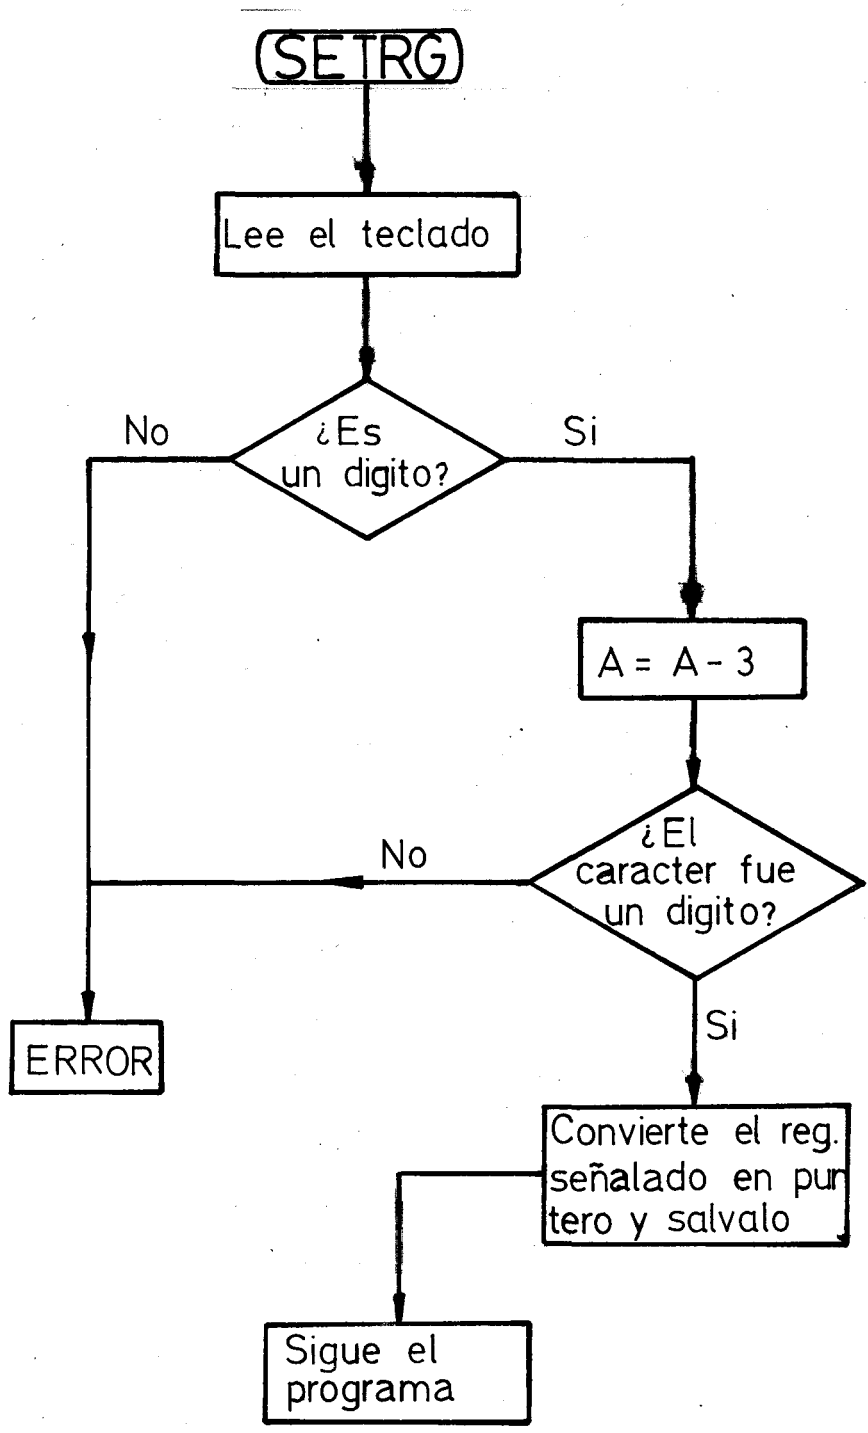 SETRG
Lee el teclado
No
¿Es
un digito?
Si
A = A - 3
¿El
caracter fue
un digito?
No
Si
ERROR
Convierte el reg.
señalado en pun
tero y salvalo
Sigue el
programa